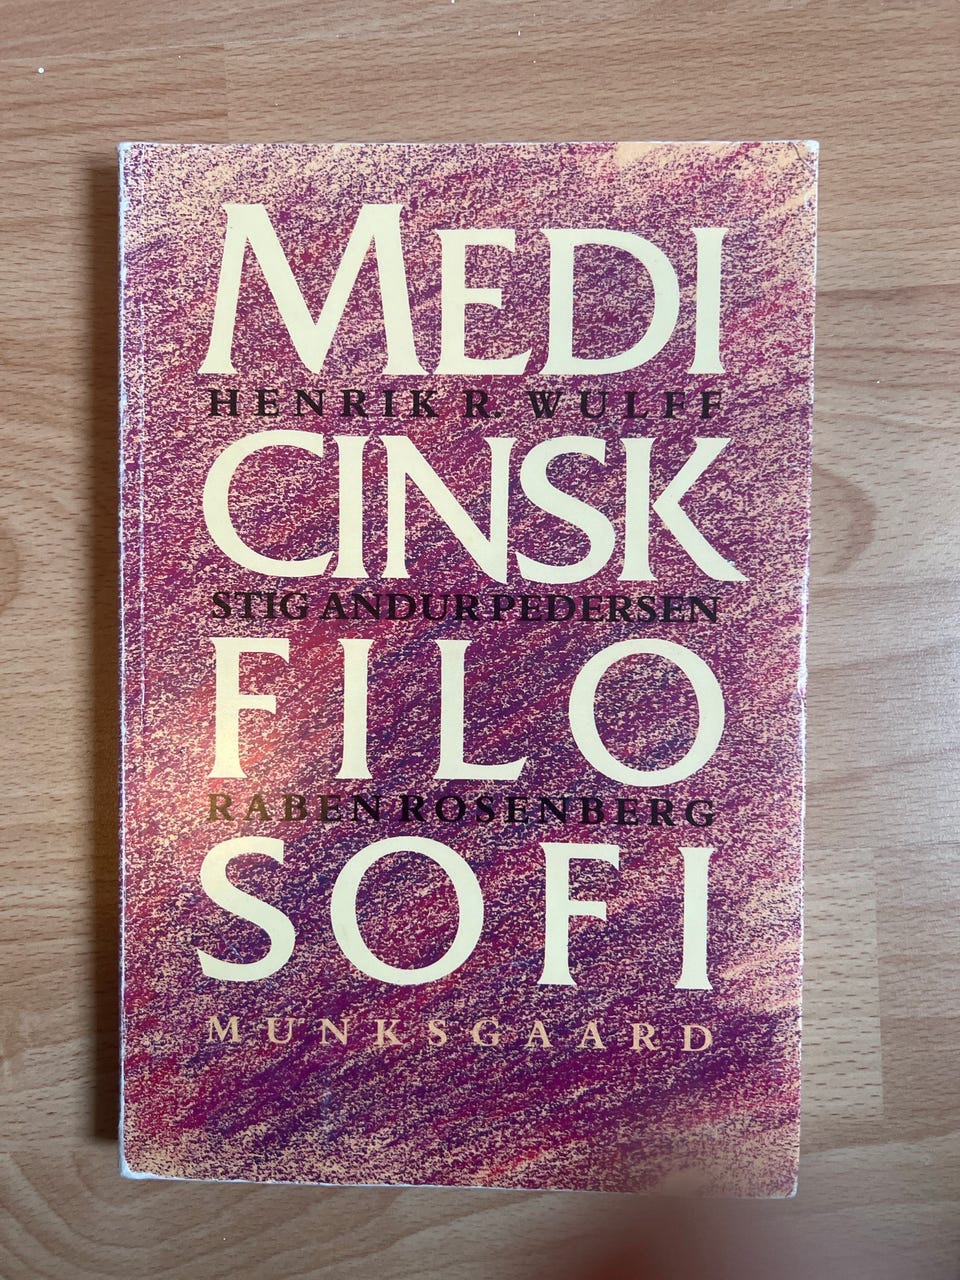 MEDI
HENRIK R. WULFF
CINSK
STIG ANDUR PEDERSEN
FILO
RABEN ROSENBERG
SOFI
MUNKSGAARD